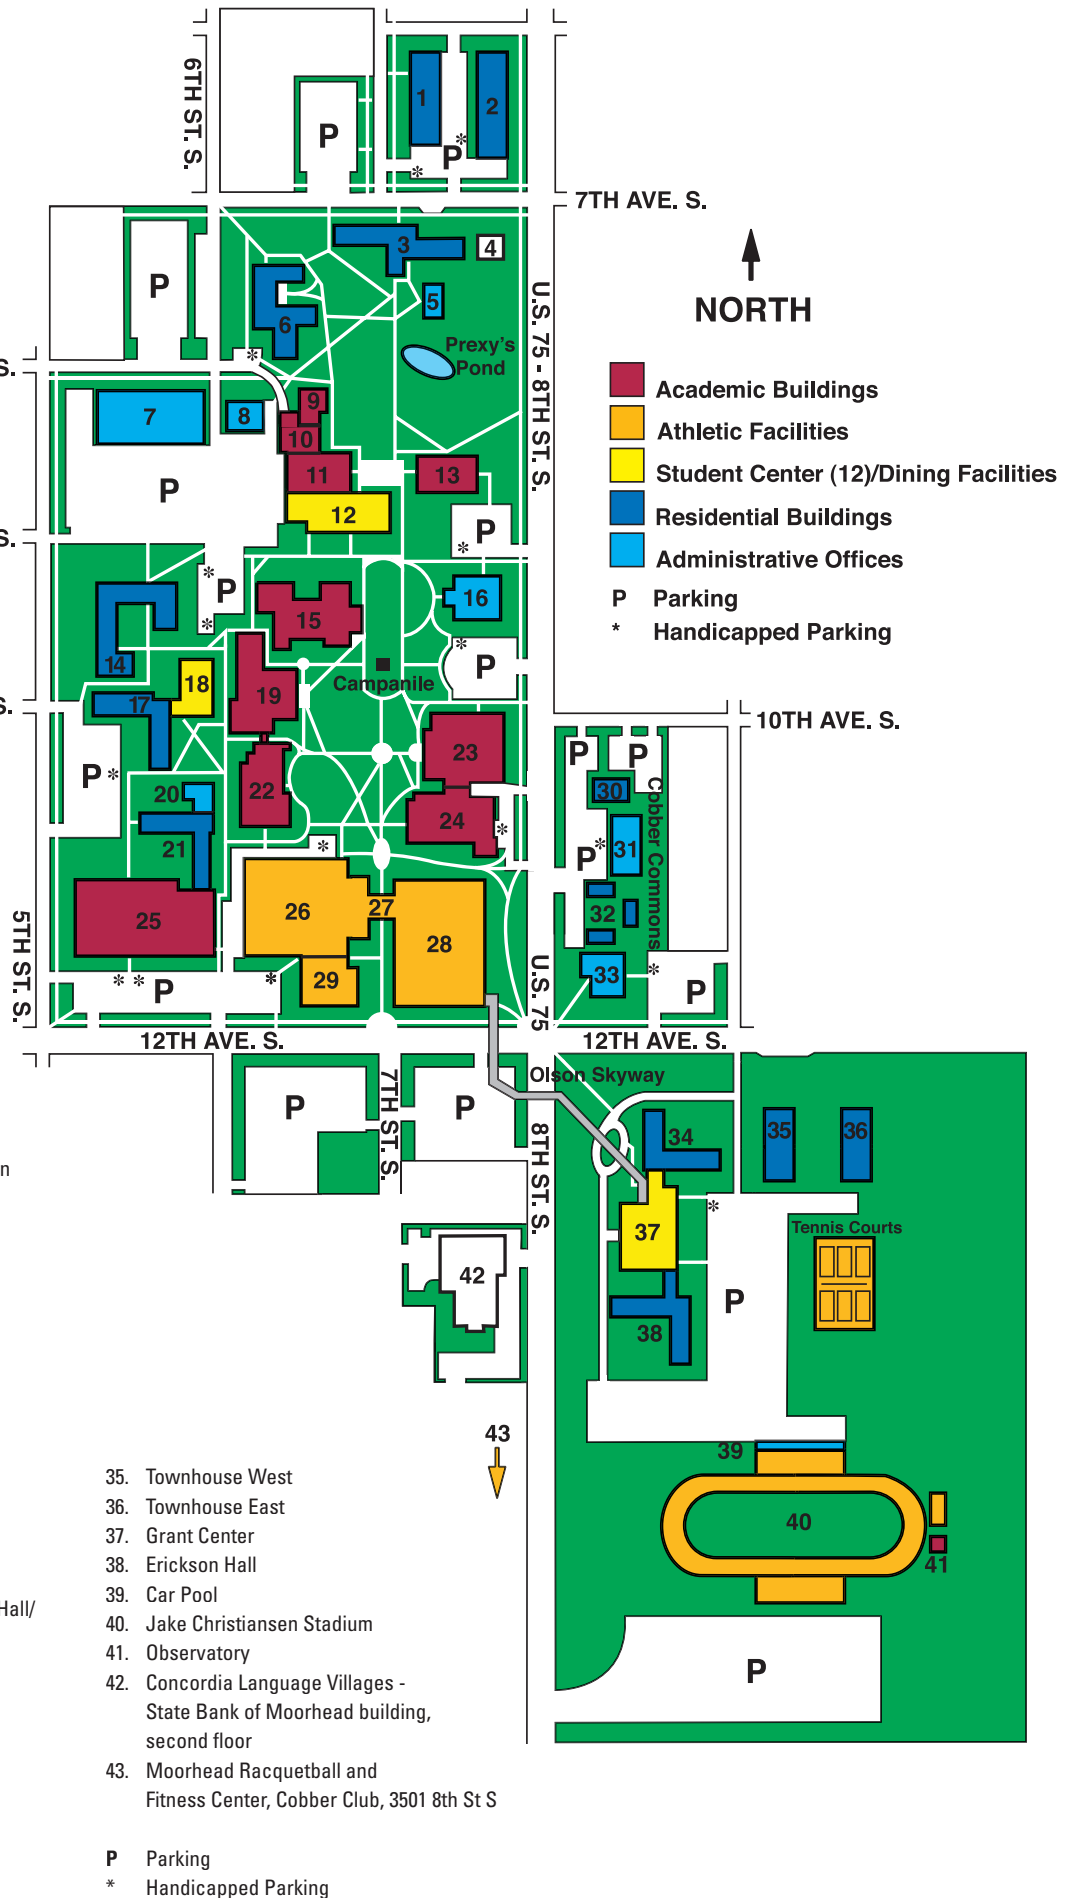 6TH ST. S.
1
2
P
P*
*
7TH AVE. S.
3
4
P
5
6
NORTH
U.S. 75 - 8TH ST. S.
Prexy's
Pond
*
S.
Academic Buildings
Athletic Facilities
Student Center (12)/Dining Facilities
Residential Buildings
Administrative Offices
P Parking
* Handicapped Parking
7
8
9
10
11
13
P
12
P
*
S.
*
P
*
16
15
14
*
P
18
Campanile
17
19
S.
10TH AVE. S.
23
P
P
P*
20
22
30
Cobber Commons
24
*
21
*
31
P*
26
27
25
32
28
5TH ST. S.
29
33
*
* *
P
*
P
U.S. 75
12TH AVE. S.
12TH AVE. S.
Olson Skyway
7TH ST. S.
P
P
8TH ST. S.
34
35
36
n
*
37
Tennis Courts
42
P
38
43
39
40
41
P
35. Townhouse West
36. Townhouse East
37. Grant Center
38. Erickson Hall
39. Car Pool
Hall/
40. Jake Christiansen Stadium
41. Observatory
42. Concordia Language Villages -
State Bank of Moorhead building,
second floor
43. Moorhead Racquetball and
Fitness Center, Cobber Club, 3501 8th St S
P Parking
* Handicapped Parking